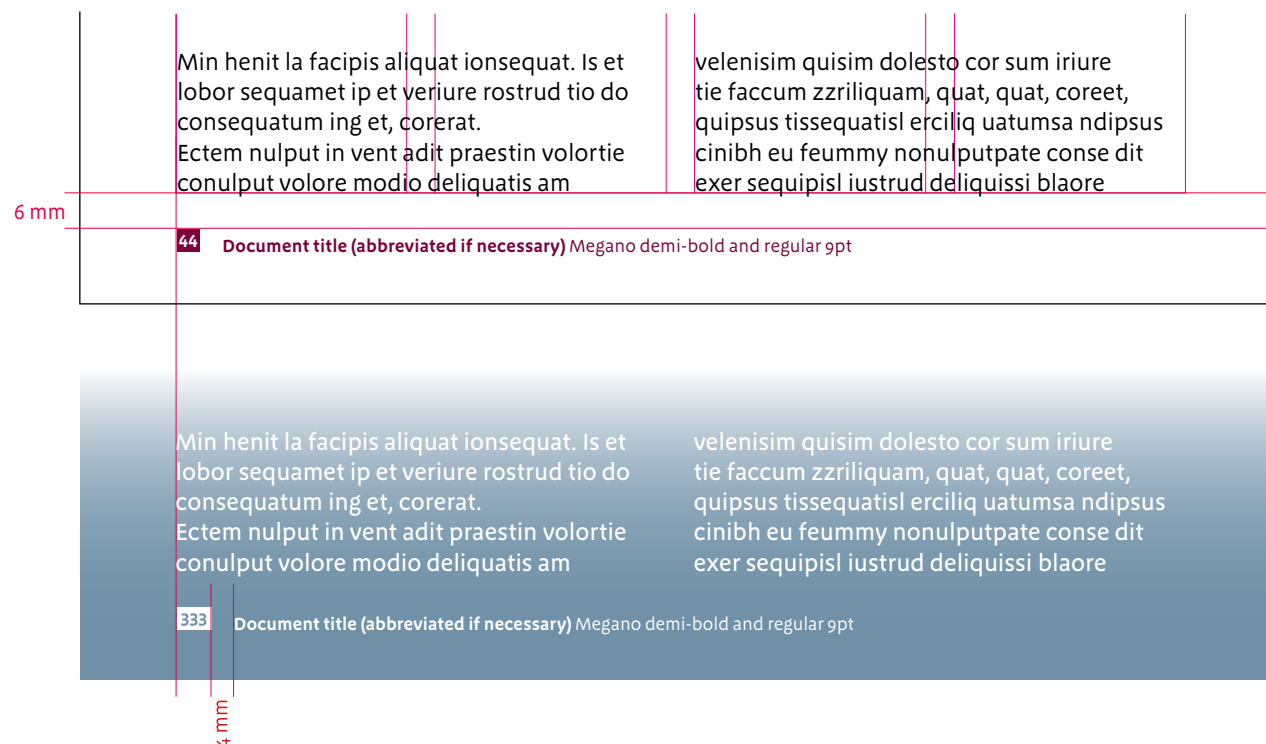 Min henit la facipis aliquat ionsequat. Is et
lobor sequamet ip et veriure rostrud tio do
consequatum ing et, corerat.
Ectem nulput in vent adit praestin volortie
conulput volore modio deliquatis am
velenisim quisim dolesto cor sum iriure
tie faccum zzriliquam, quat, quat, coreet,
quipsus tissequatisl erciliq uatumsa ndipsus
cinibh eu feummy nonulputpate conse dit
exer sequipisl iustrud deliquissi blaore
6 mm
44 Document title (abbreviated if necessary) Megano demi-bold and regular 9pt
Min henit la facipis aliquat ionsequat. Is et
lobor sequamet ip et veriure rostrud tio do
consequatum ing et, corerat.
Ectem nulput in vent adit praestin volortie
conulput volore modio deliquatis am
velenisim quisim dolesto cor sum iriure
tie faccum zzriliquam, quat, quat, coreet,
quipsus tissequatisl erciliq uatumsa ndipsus
cinibh eu feummy nonulputpate conse dit
exer sequipisl iustrud deliquissi blaore
333 Document title (abbreviated if necessary) Megano demi-bold and regular 9pt
4 mm